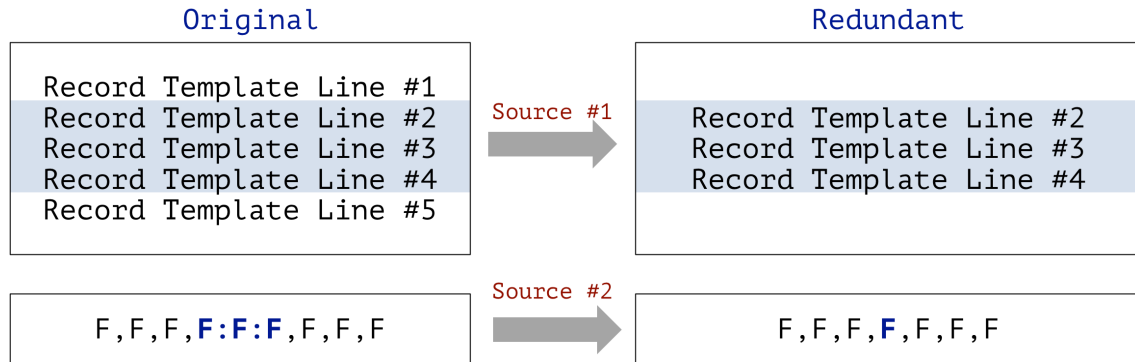 Original
Redundant
Record Template Line #1
Record Template Line #2
Record Template Line #3
Record Template Line #4
Record Template Line #5
Source #1
Record Template Line #2
Record Template Line #3
Record Template Line #4
F,F,F,F:F:F,F,F,F
Source #2
F,F,F,F,F,F,F